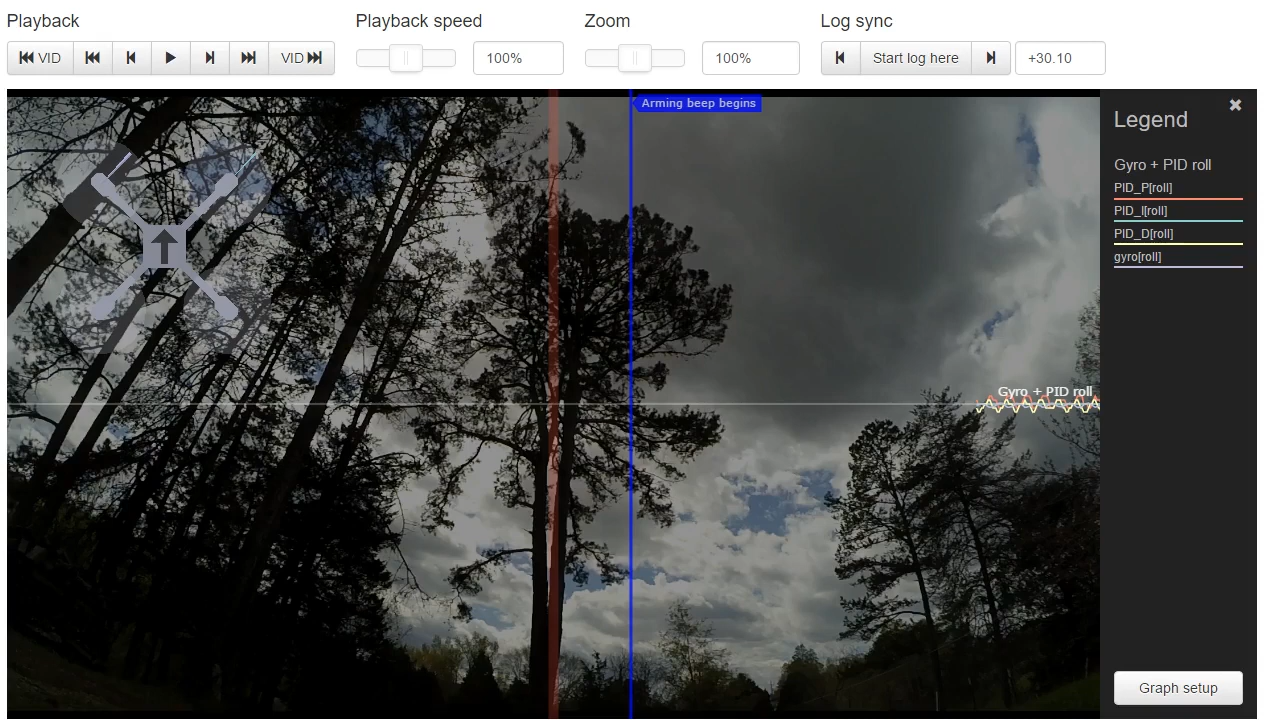 Playback
Playback speed
Zoom
Log sync
VID
VID
100%
100%
Start log here
+30.10
Arming beep begins
Legend
Gyro + PID roll
PID_P[roll]
PID_I[roll]
PID_D[roll]
gyro[roll]
Gyro + PID roll
Graph setup